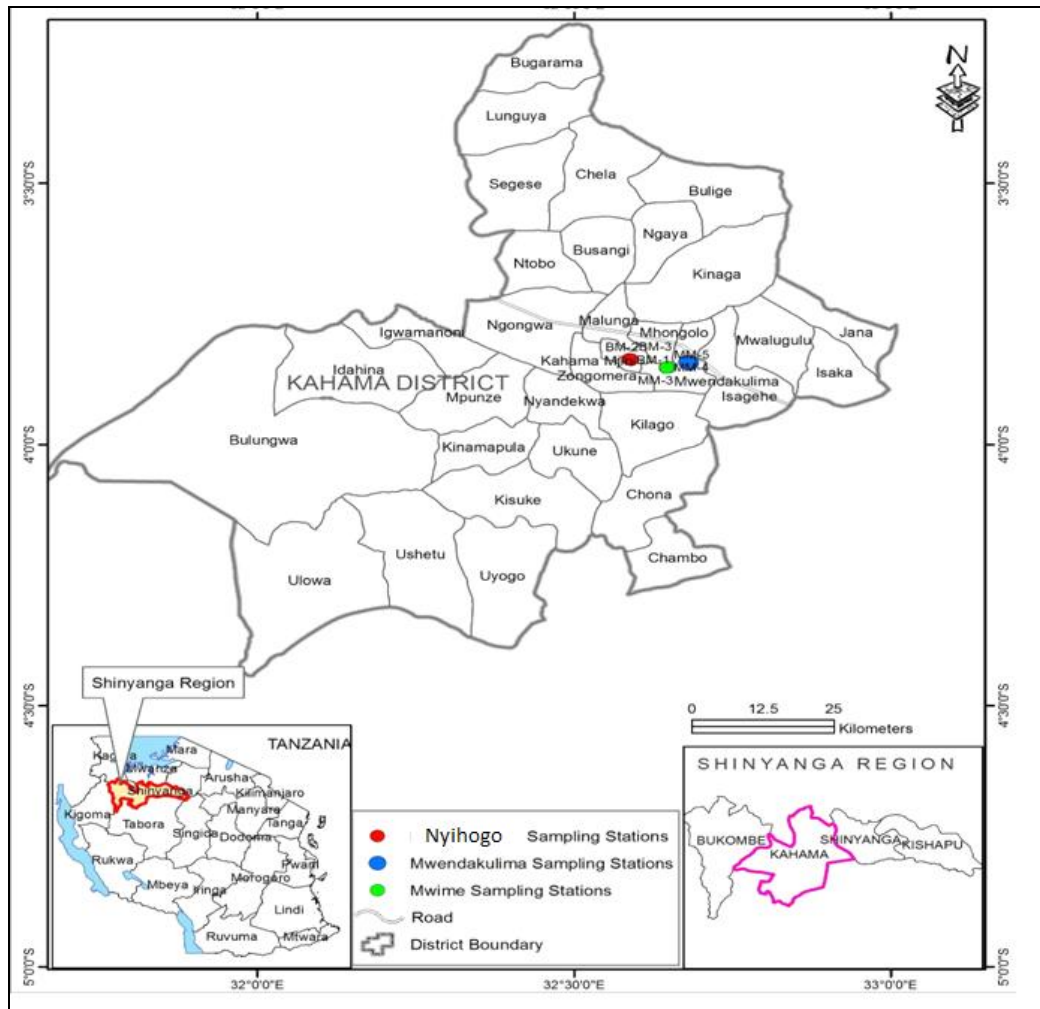 N
Bugarama
Lunguya
Segese
Chela
Bulige
3°30'0"S
3°30'0"S
Ngaya
Busangi
Ntobo
Kinaga
Malunga
Ngongwa
Igwamanoni
Mhongolo
Jana
Mwalugulu
BM-2BM-3
MM-5
Kahama Mjini
BM-1
MM-4
Idahina
Isaka
Zongomera
MM-3
Mwendakulima
KAHAMA DISTRICT
Mpunze
Nyandekwa
Isagehe
Kilago
Bulungwa
Kinamapula
Ukune
4°0'0"S
4°0'0"S
Kisuke
Chona
Ushetu
Chambo
Ulowa
Uyogo
Shinyanga Region
4°30'0"S
4°30'0"S
0 12.5 25
Kilometers
TANZANIA
Mara
Mwanza
Arusha
Shinyanga
Kilimanjaro
Kigoma
Manyara
Tabora
Tanga
Singida
Dodoma
Rukwa
Pwani
Morogoro
Mbeya
Iringa
Lindi
Ruvuma
Mtwara
Nyihogo Sampling Stations
Mwendakulima Sampling Stations
Mwime Sampling Stations
Road
District Boundary
SHINYANGA REGION
BUKOMBE
SHINYANGA
KAHAMA
KISHAPU
5°0'0"S
5°0'0"S
32°0'0"E
32°30'0"E
33°0'0"E